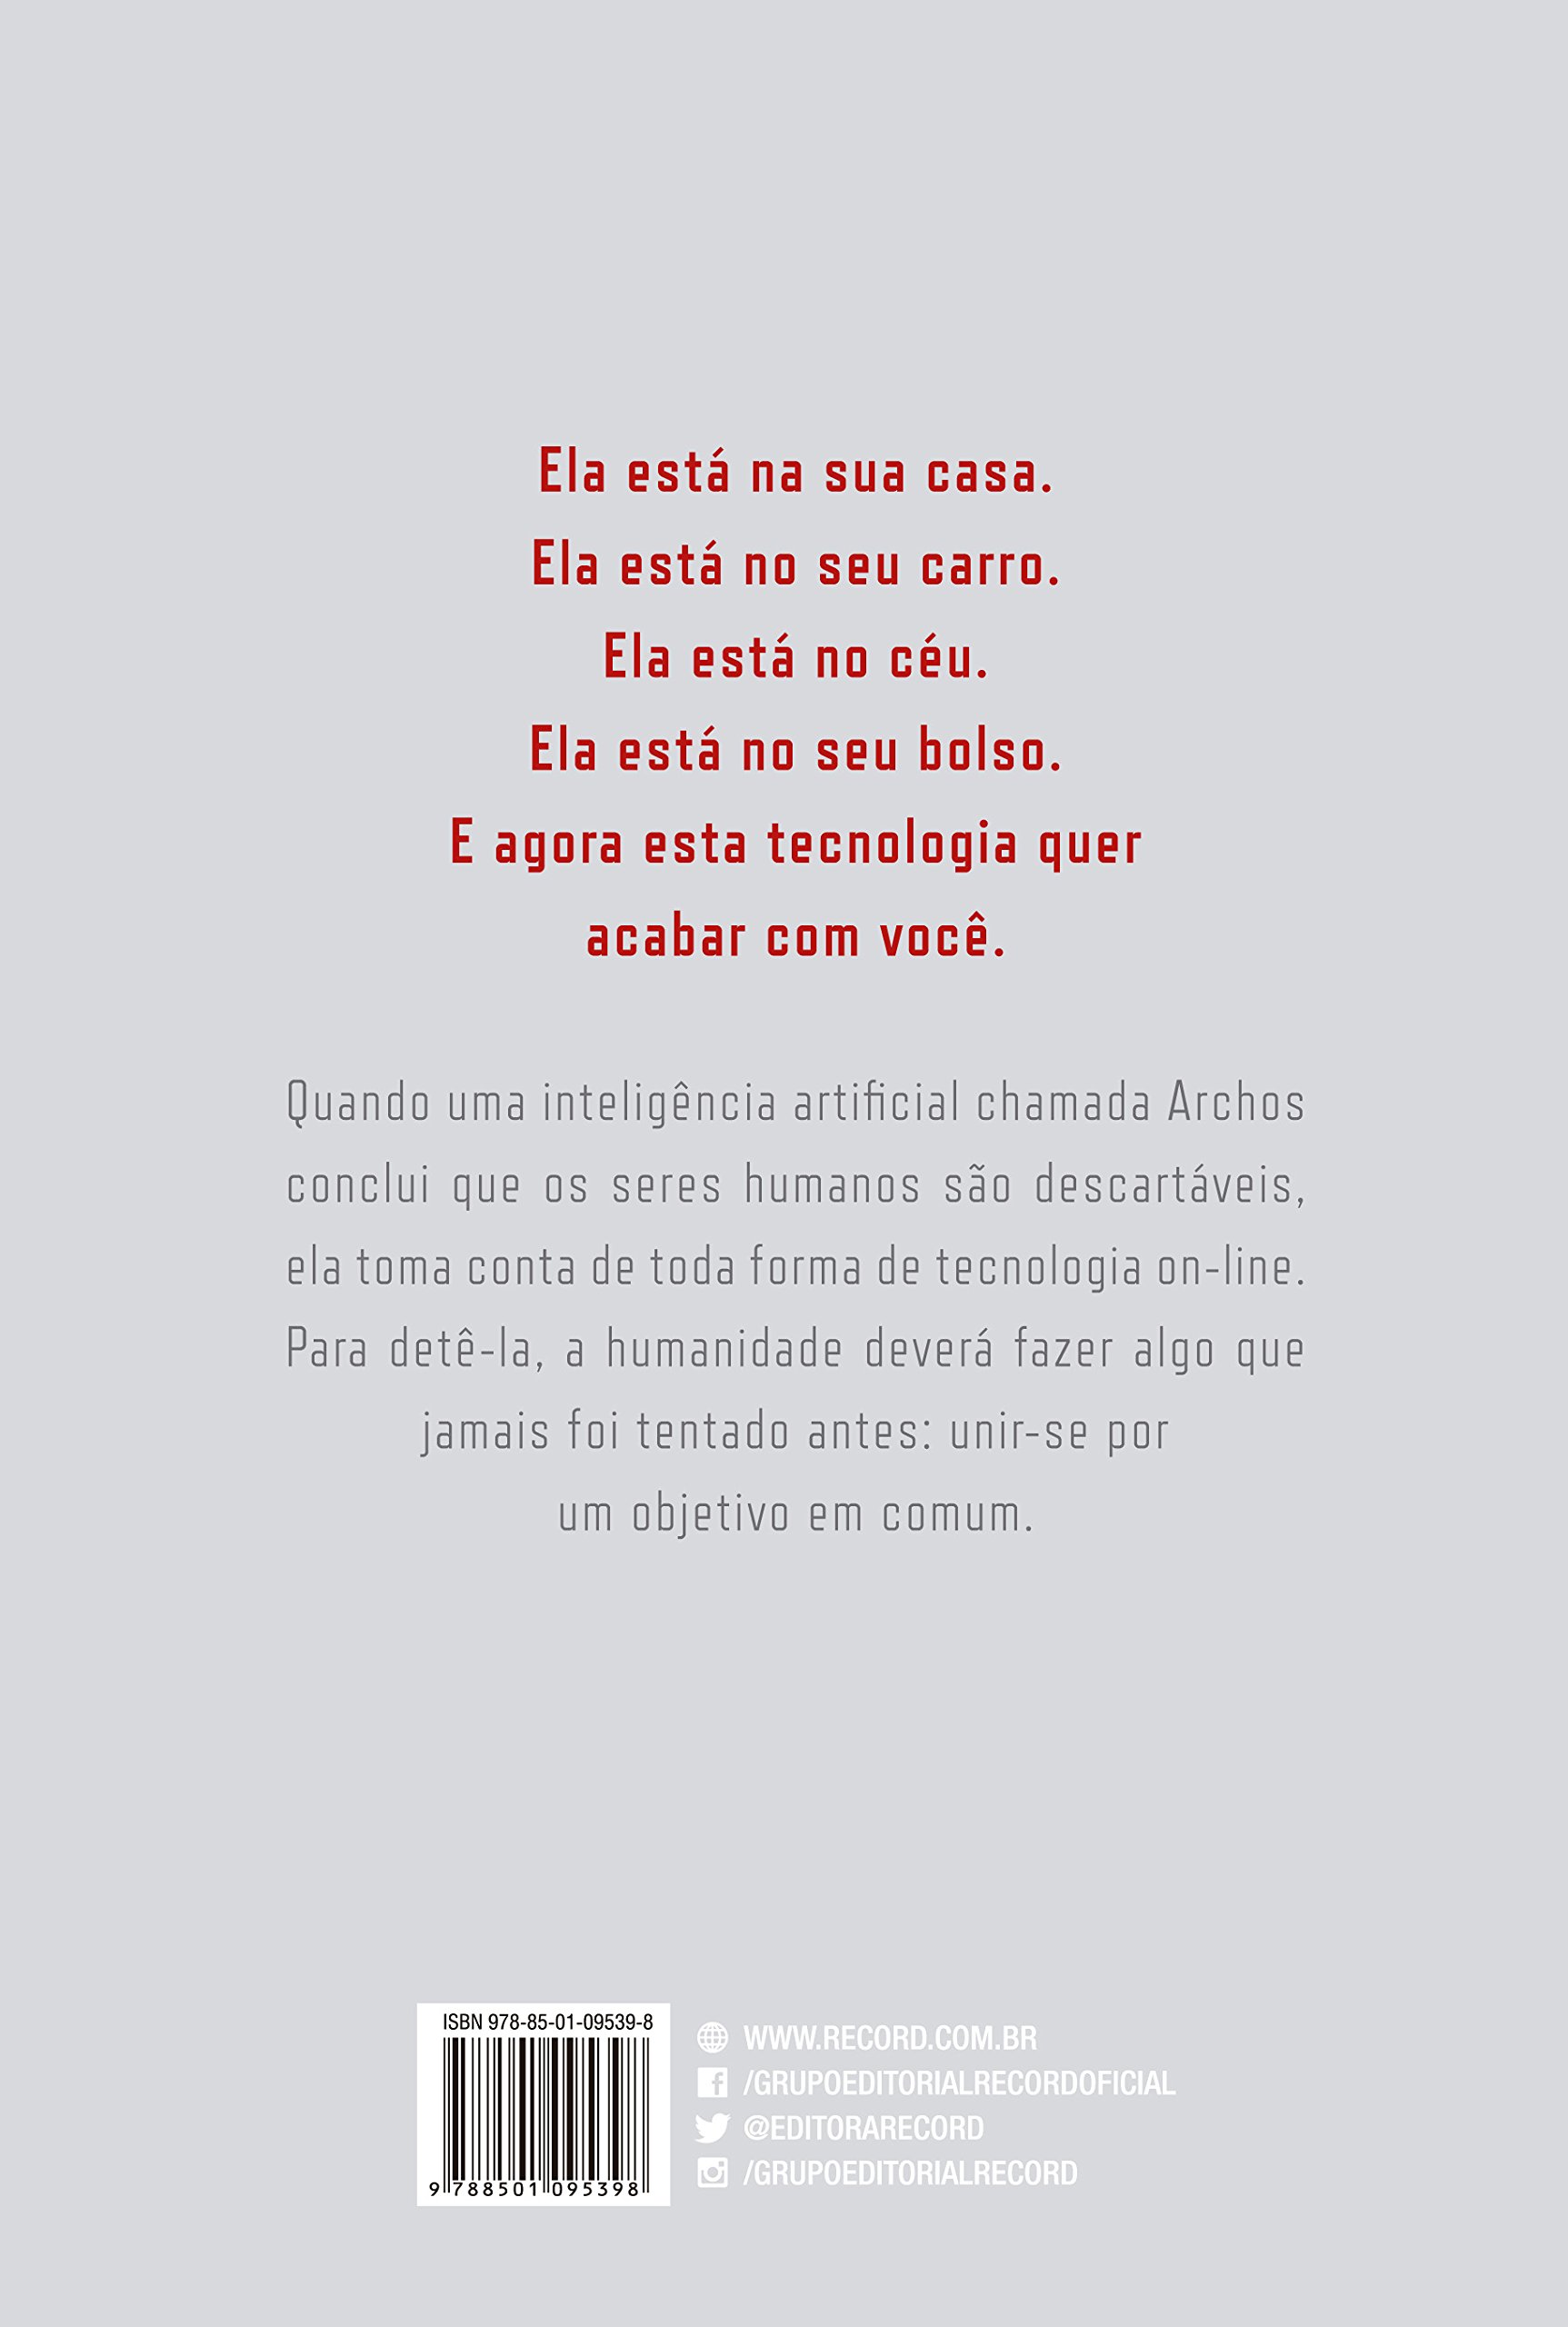 Ela está na sua casa.
Ela está no seu carro.
Ela está no céu.
Ela está no seu bolso.
E agora esta tecnologia quer
acabar com você.
Quando uma inteligência artificial chamada Archos
conclui que os seres humanos são descartáveis,
ela toma conta de toda forma de tecnologia on-line.
Para detê-la, a humanidade deverá fazer algo que
jamais foi tentado antes: unir-se por
um objetivo em comum.
ISBN 978-85-01-09539-8
9 788501 095398
WWW.RECORD.COM.BR
/GRUPOEDITORIALRECORDOFICIAL
@EDITORARECORD
/GRUPOEDITORIALRECORD